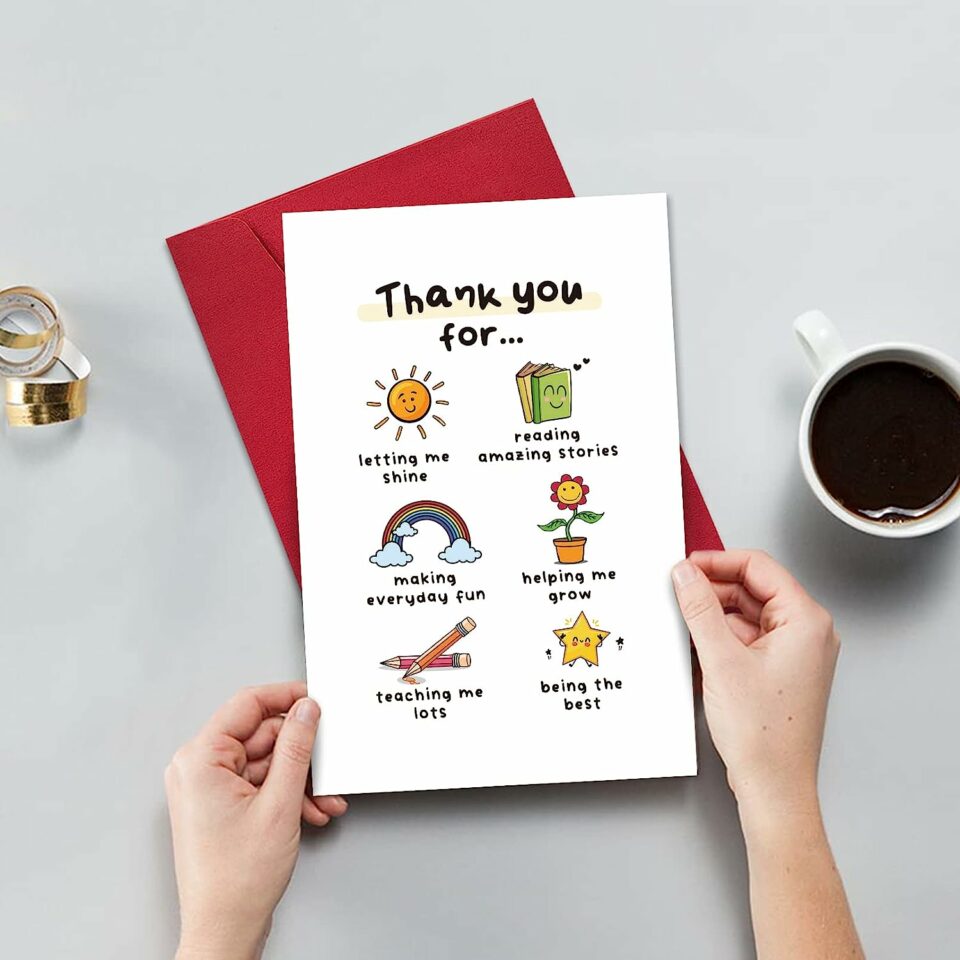 Thank you
for...
letting me
shine
reading
amazing stories
making
everyday fun
helping me
grow
teaching me
lots
being the
best